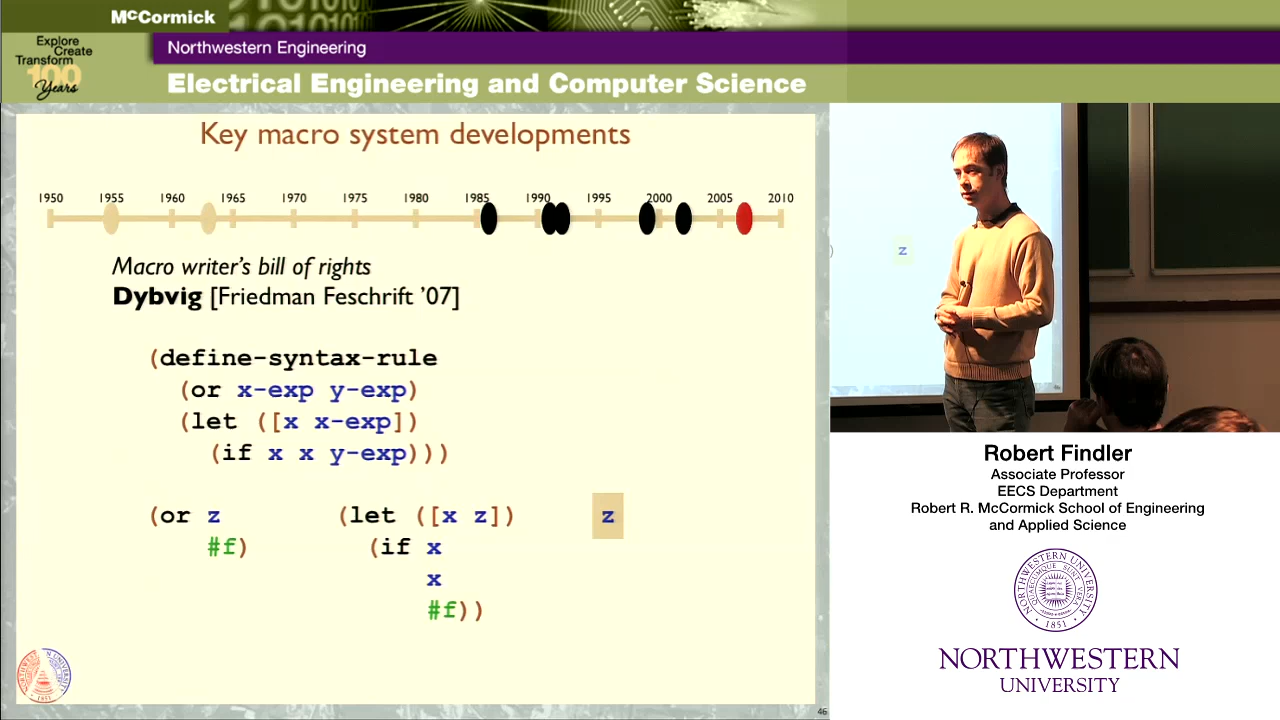 McCormick
Explore
Create
Transform
100
Years
Northwestern Engineering
Electrical Engineering and Computer Science
Key macro system developments
1950 1955 1960 1965 1970 1975 1980 1985 1990 1995 2000 2005 2010
Macro writer's bill of rights
Dybvig [Friedman Feschrift '07]
(define-syntax-rule
(or x-exp y-exp)
(let ([x x-exp])
(if x x y-exp)))
(or z (let ([x z]) z
#f) (if x
x
#f))
46
z
Robert Findler
Associate Professor
EECS Department
Robert R. McCormick School of Engineering
and Applied Science
NORTHWESTERN
UNIVERSITY